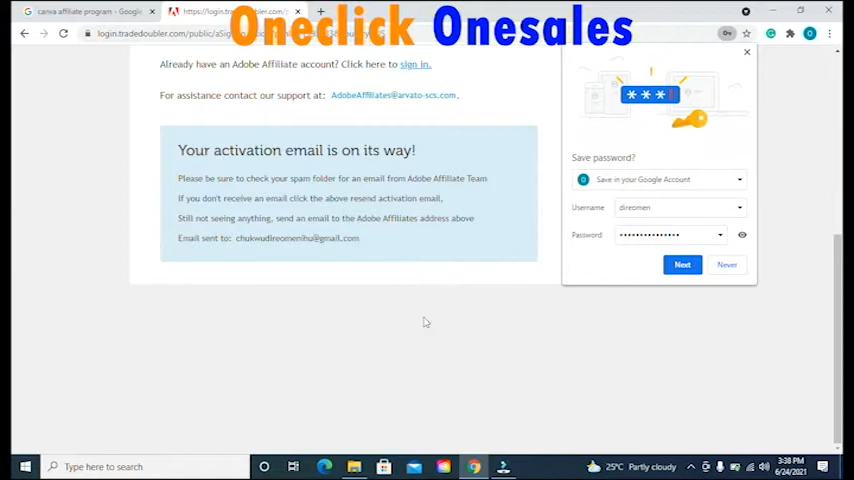 canva affiliate program - Google
https://login.tradedoubler.com/p
Oneclick Onesales
login.tradedoubler.com/public/aSig
Already have an Adobe Affiliate account? Click here to sign in.
For assistance contact our support at: AdobeAffiliates@arvato-scs.com.
Your activation email is on its way!
Please be sure to check your spam folder for an email from Adobe Affiliate Team
If you don't receive an email click the above resend activation email,
Still not seeing anything, send an email to the Adobe Affiliates address above
Email sent to: chukwudireomenihu@gmail.com
***
Save password?
O Save in your Google Account
Username direomen
Password ••••••••••••••••
Next Never
Type here to search
25°C Partly cloudy
3:38 PM
6/24/2021